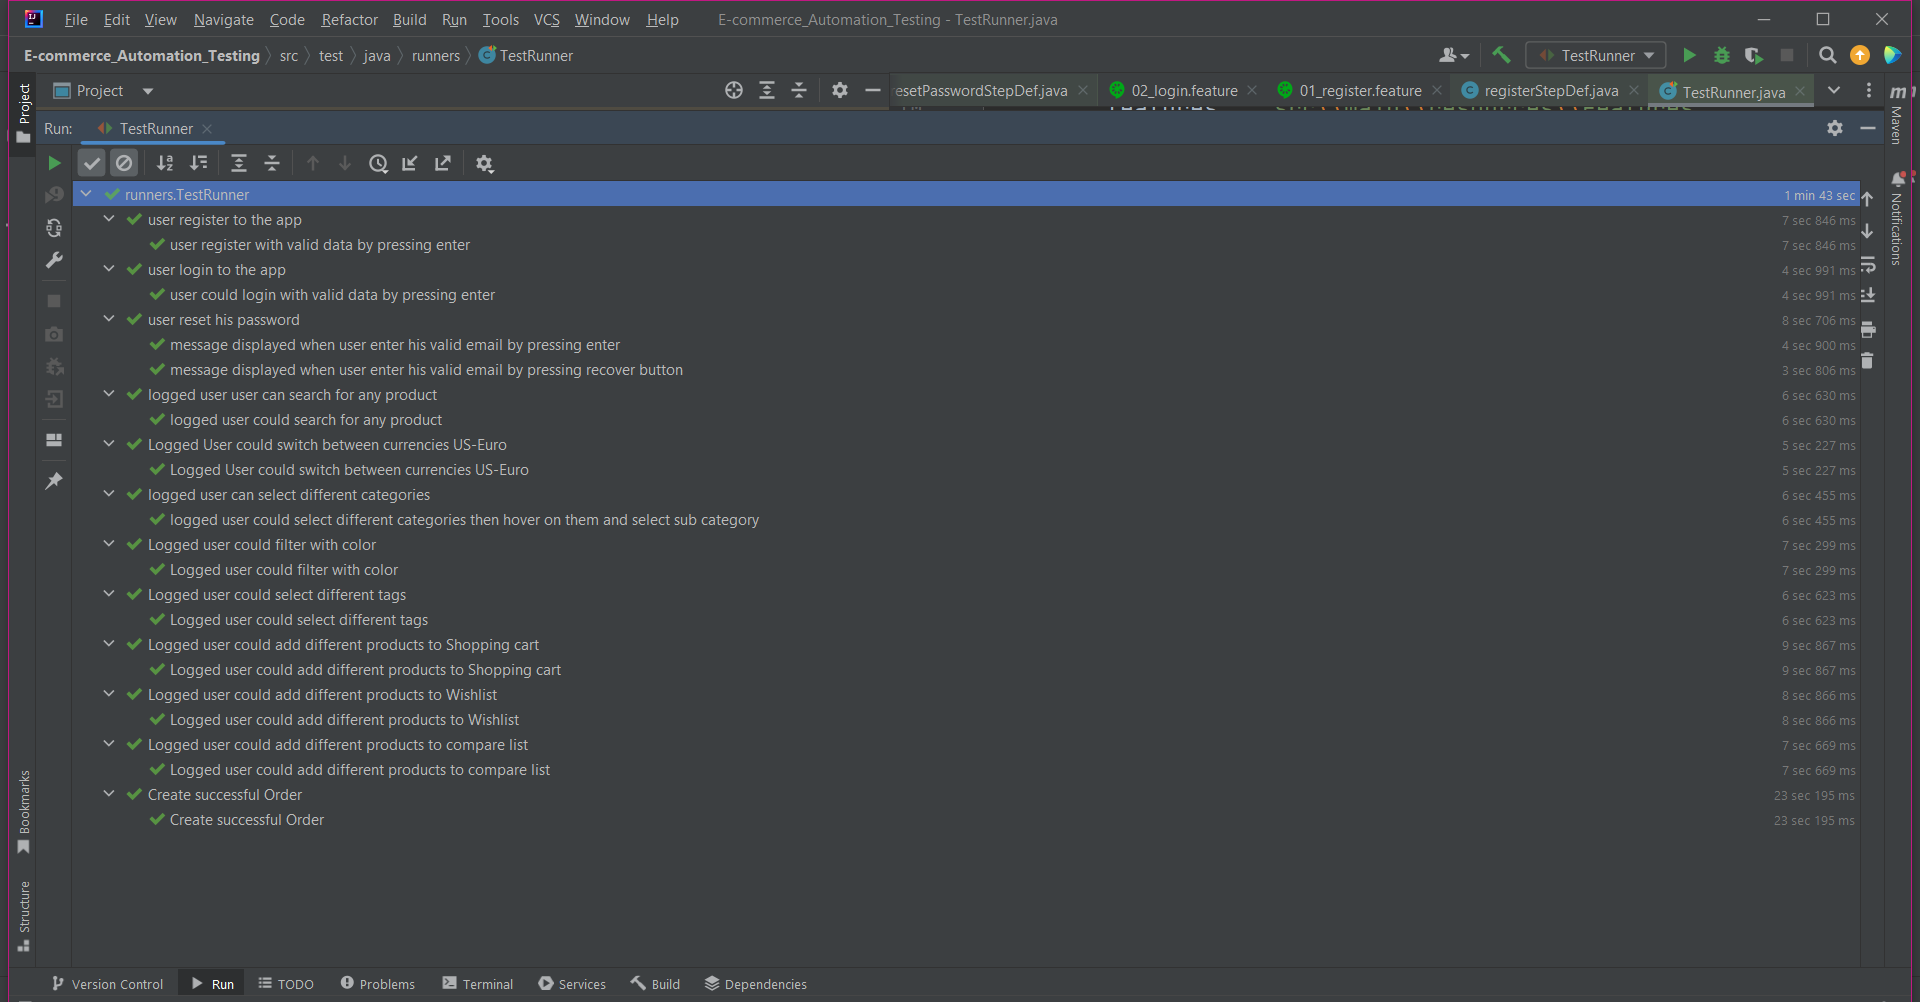 File Edit View Navigate Code Refactor Build Run Tools VCS Window Help E-commerce_Automation_Testing - TestRunner.java
E-commerce_Automation_Testing src test java runners TestRunner TestRunner
Project Project esetPasswordStepDef.java 02_login.feature 01_register.feature registerStepDef.java TestRunner.java
Run: TestRunner
Maven
Notifications
runners.TestRunner 1 min 43 sec
user register to the app 7 sec 846 ms
user register with valid data by pressing enter 7 sec 846 ms
user login to the app 4 sec 991 ms
user could login with valid data by pressing enter 4 sec 991 ms
user reset his password 8 sec 706 ms
message displayed when user enter his valid email by pressing enter 4 sec 900 ms
message displayed when user enter his valid email by pressing recover button 3 sec 806 ms
logged user user can search for any product 6 sec 630 ms
logged user could search for any product 6 sec 630 ms
Logged User could switch between currencies US-Euro 5 sec 227 ms
Logged User could switch between currencies US-Euro 5 sec 227 ms
logged user can select different categories 6 sec 455 ms
logged user could select different categories then hover on them and select sub category 6 sec 455 ms
Logged user could filter with color 7 sec 299 ms
Logged user could filter with color 7 sec 299 ms
Logged user could select different tags 6 sec 623 ms
Logged user could select different tags 6 sec 623 ms
Logged user could add different products to Shopping cart 9 sec 867 ms
Logged user could add different products to Shopping cart 9 sec 867 ms
Logged user could add different products to Wishlist 8 sec 866 ms
Logged user could add different products to Wishlist 8 sec 866 ms
Logged user could add different products to compare list 7 sec 669 ms
Logged user could add different products to compare list 7 sec 669 ms
Create successful Order 23 sec 195 ms
Create successful Order 23 sec 195 ms
Bookmarks
Structure
Version Control Run TODO Problems Terminal Services Build Dependencies